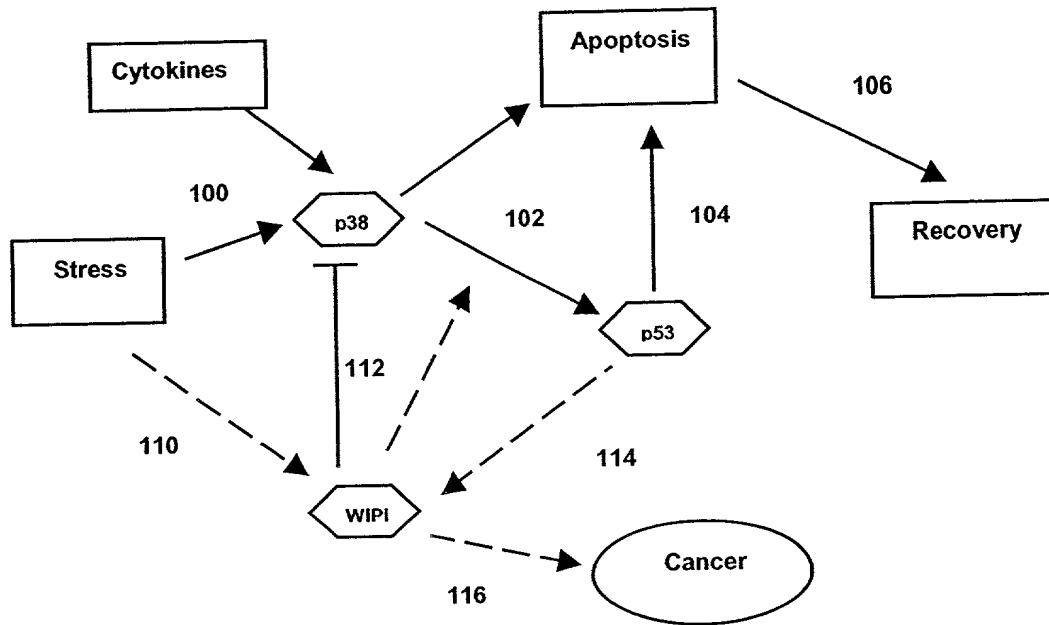 Apoptosis
Cytokines
106
100
p38
102
104
Recovery
Stress
p53
112
110
114
WIPI
Cancer
116